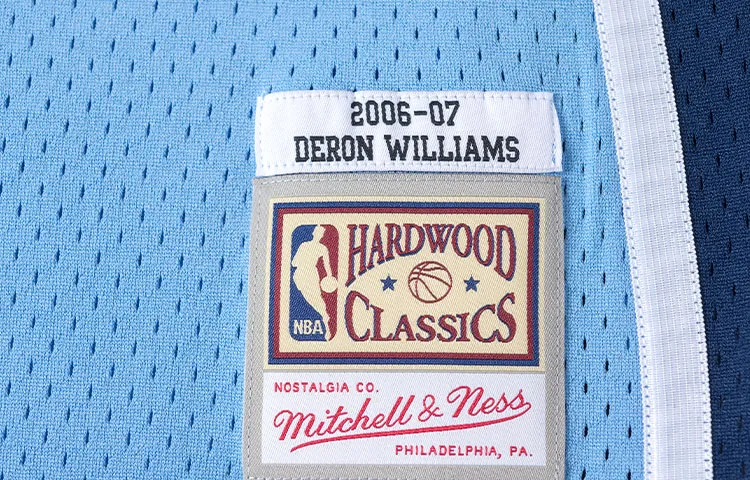 2006-07
DERON WILLIAMS
HARDWOOD
CLASSICS
NBA
NOSTALGIA CO.
Mitchell & Ness
PHILADELPHIA, PA.